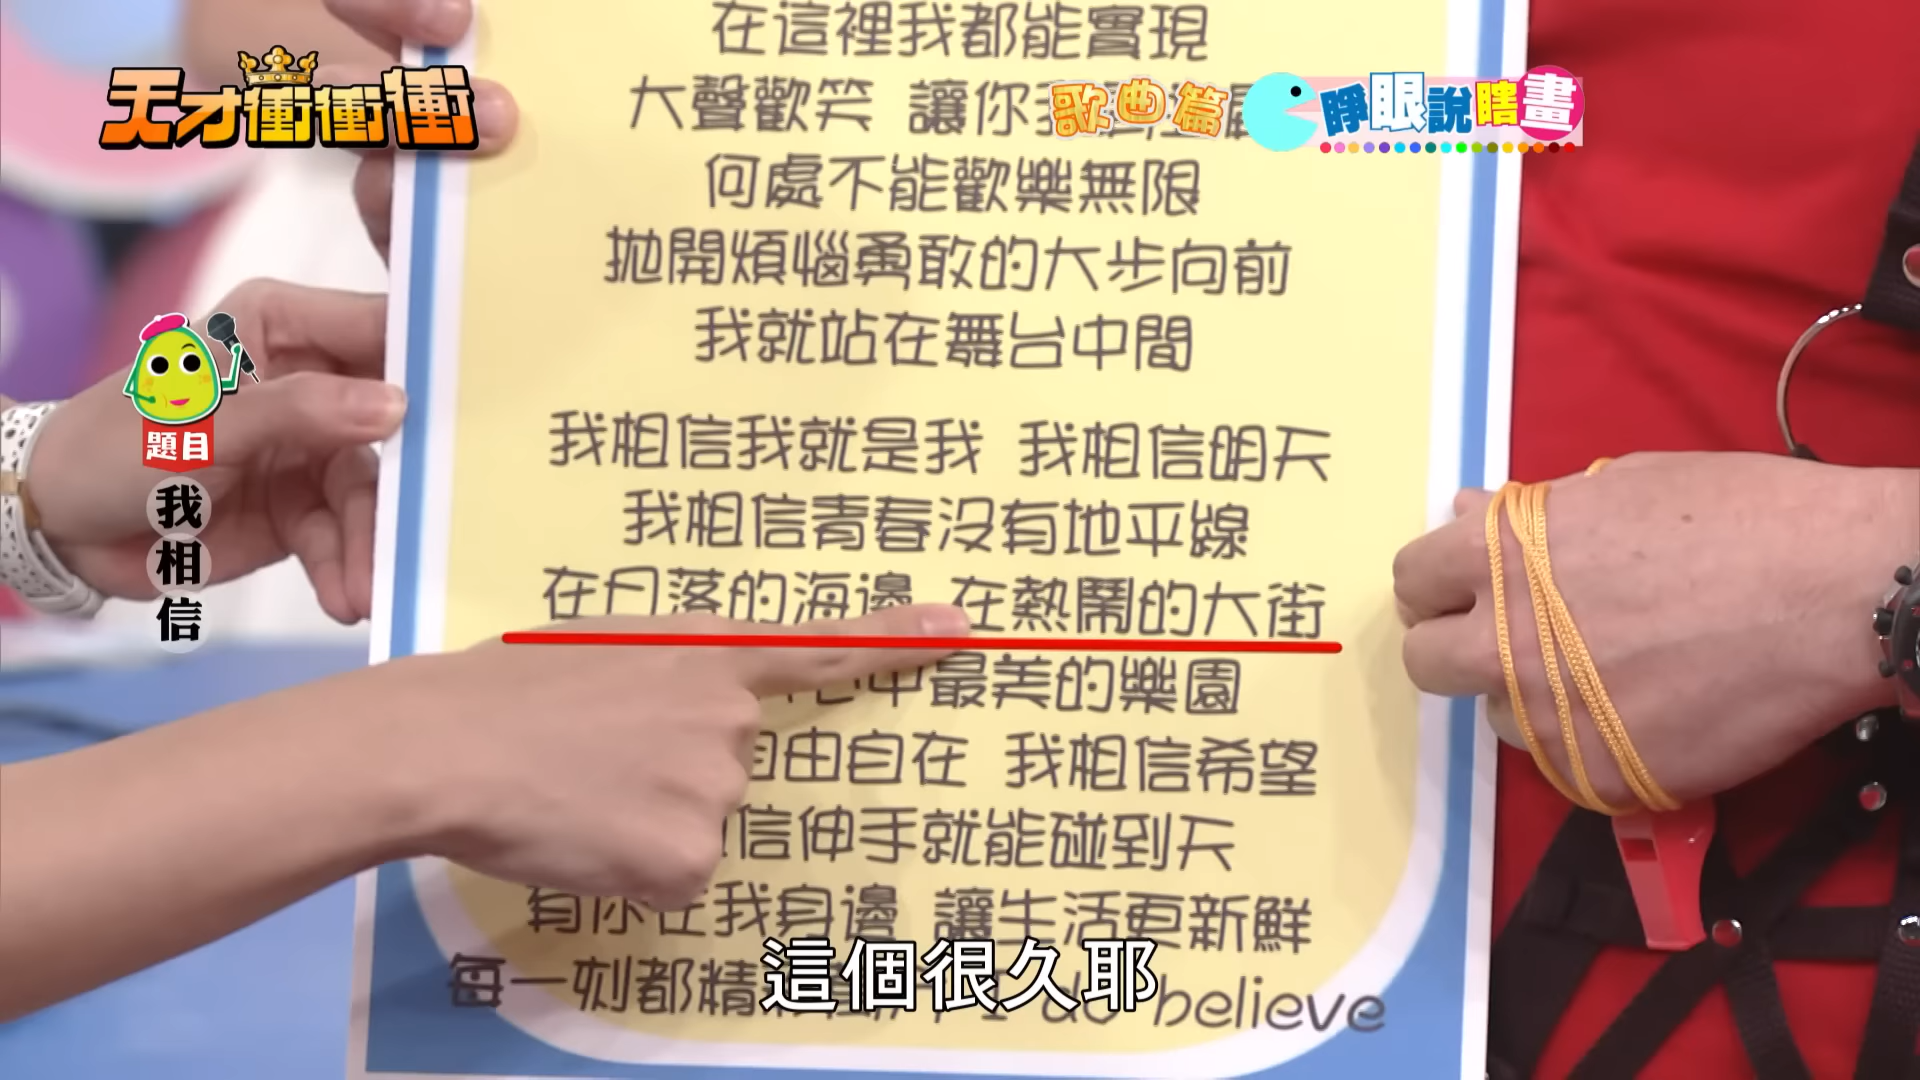 天才衝衝衝
歌曲篇
睜眼說瞎畫
題目
我相信
在這裡我都能實現
大聲歡笑 讓你
何處不能歡樂無限
拋開煩惱勇敢的大步向前
我就站在舞台中間
我相信我就是我 我相信明天
我相信青春沒有地平線
在日落的海邊 在熱鬧的大街
心中最美的樂園
自由自在 我相信希望
信伸手就能碰到天
有你在我身邊 讓生活更新鮮
每一刻都精 believe
這個很久耶